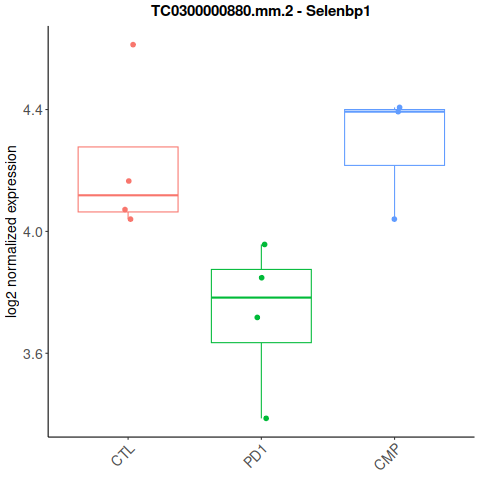 TC0300000880.mm.2 - Selenbp1
log2 normalized expression
4.4
4.0
3.6
CTL
PD1
CMP